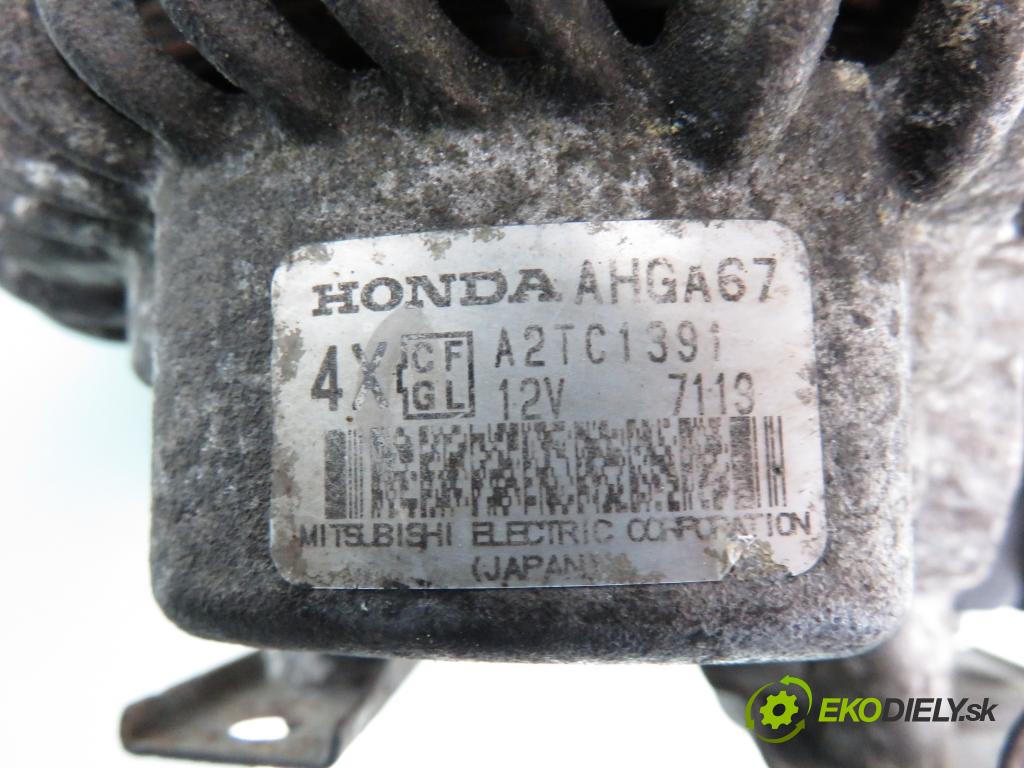 HONDA AHGA67
4X CF GL A2TC1391
12V 7113
MITSUBISHI ELECTRIC CORPORATION
(JAPAN)
EKODIELY.sk